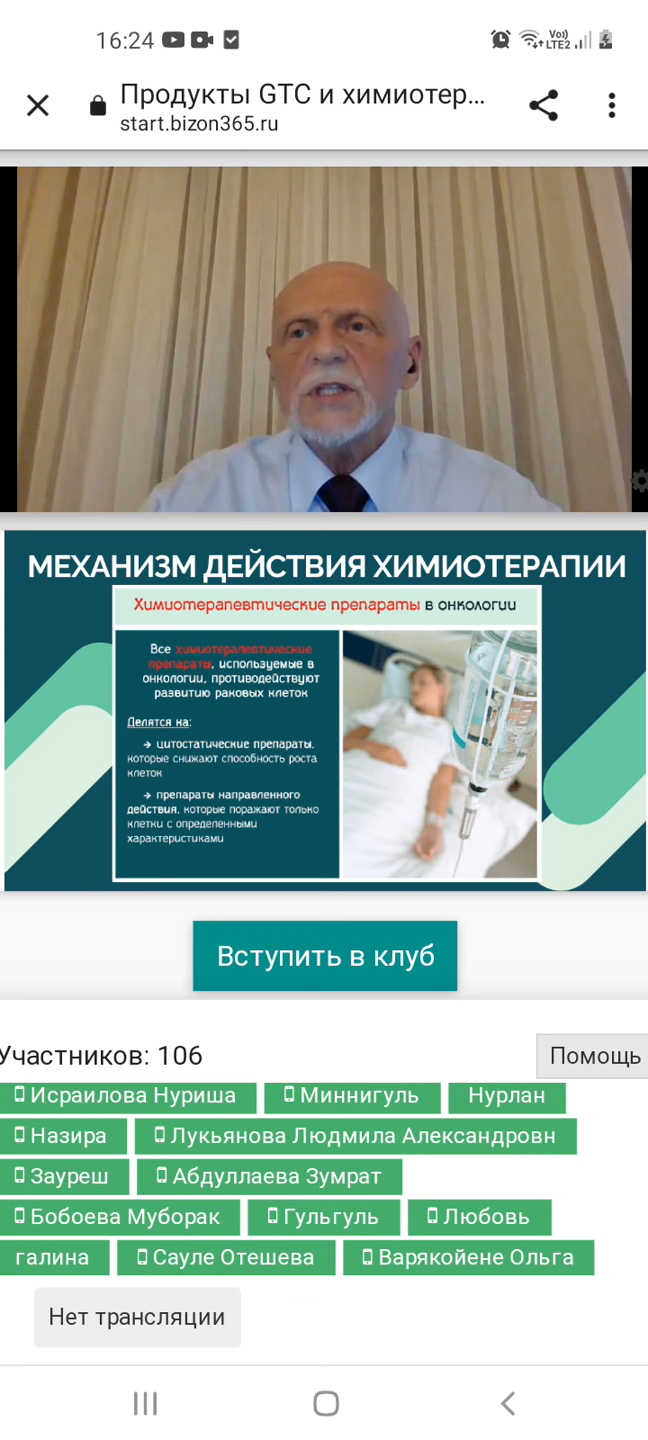 16:24
Vo))
LTE2
Продукты GTC и химиотер...
start.bizon365.ru
МЕХАНИЗМ ДЕЙСТВИЯ ХИМИОТЕРАПИИ
Химиотерапевтические препараты в онкологии
Все химиотерапевтические
препараты, используемые в
онкологии, противодействуют
развитию раковых клеток
Делятся на:
→ цитостатические препараты,
которые снижают способность роста
клеток
→ препараты направленного
действия, которые поражают только
клетки с определенными
характеристиками
Вступить в клуб
Участников: 106 Помощь
Исраилова Нуриша Миннигуль Нурлан
Назира Лукьянова Людмила Александровн
Зауреш Абдуллаева Зумрат
Бобоева Муборак Гульгуль Любовь
галина Сауле Отешева Варякойене Ольга
Нет трансляции